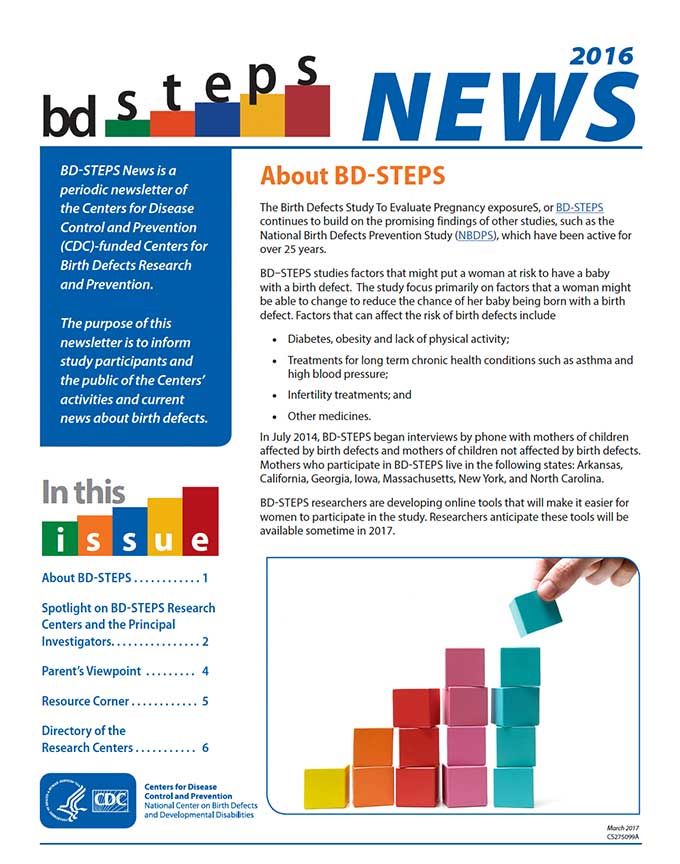 bd steps
2016
NEWS
BD-STEPS News is a
periodic newsletter of
the Centers for Disease
Control and Prevention
(CDC)-funded Centers for
Birth Defects Research
and Prevention.
The purpose of this
newsletter is to inform
study participants and
the public of the Centers’
activities and current
news about birth defects.
About BD-STEPS
The Birth Defects Study To Evaluate Pregnancy exposureS, or BD-STEPS
continues to build on the promising findings of other studies, such as the
National Birth Defects Prevention Study (NBDPS), which have been active for
over 25 years.
BD–STEPS studies factors that might put a woman at risk to have a baby
with a birth defect. The study focus primarily on factors that a woman might
be able to change to reduce the chance of her baby being born with a birth
defect. Factors that can affect the risk of birth defects include
• Diabetes, obesity and lack of physical activity;
• Treatments for long term chronic health conditions such as asthma and
high blood pressure;
• Infertility treatments; and
• Other medicines.
In July 2014, BD-STEPS began interviews by phone with mothers of children
affected by birth defects and mothers of children not affected by birth defects.
Mothers who participate in BD-STEPS live in the following states: Arkansas,
California, Georgia, Iowa, Massachusetts, New York, and North Carolina.
BD-STEPS researchers are developing online tools that will make it easier for
women to participate in the study. Researchers anticipate these tools will be
available sometime in 2017.
In this
issue
About BD-STEPS . . . . . . . . . . . . 1
Spotlight on BD-STEPS Research
Centers and the Principal
Investigators. . . . . . . . . . . . . . . . 2
Parent’s Viewpoint . . . . . . . . . 4
Resource Corner . . . . . . . . . . . . 5
Directory of the
Research Centers . . . . . . . . . . . 6
CDC
Centers for Disease
Control and Prevention
National Center on Birth Defects
and Developmental Disabilities
March 2017
CS275099A